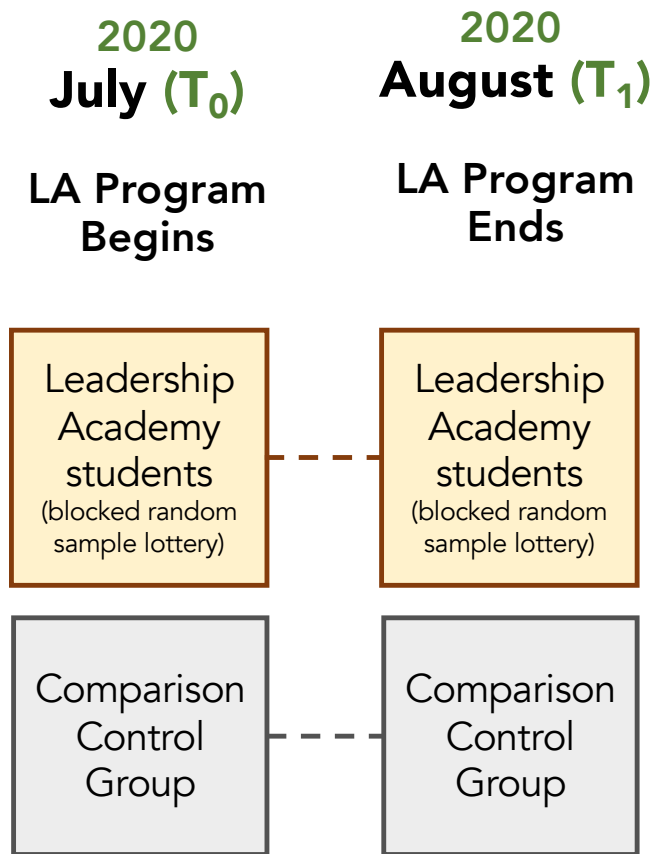 2020
July (T₀)
LA Program
Begins
2020
August (T₁)
LA Program
Ends
Leadership
Academy
students
(blocked random
sample lottery)
Leadership
Academy
students
(blocked random
sample lottery)
Comparison
Control
Group
Comparison
Control
Group